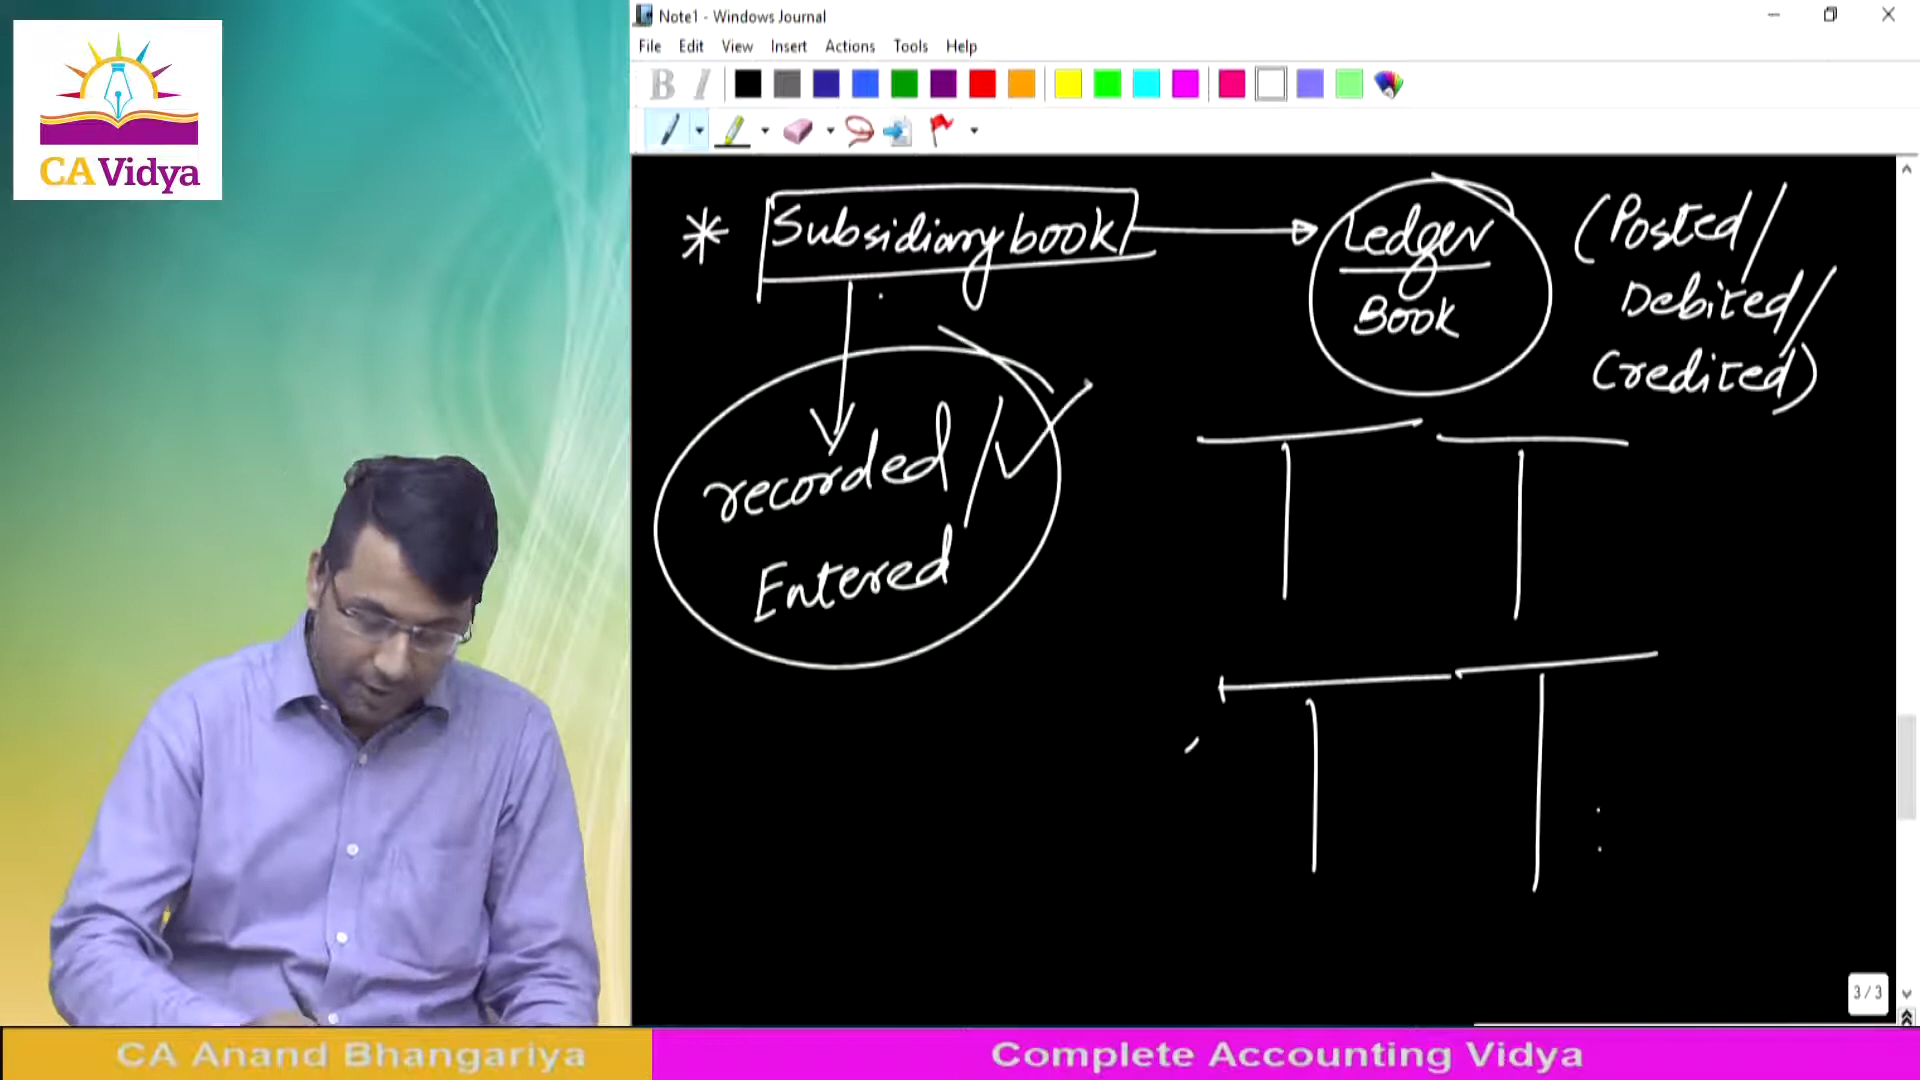 CA Vidya
Note1 - Windows Journal
File Edit View Insert Actions Tools Help
B I
* Subsidiary book
Ledger
Book
(Posted/
Debited/
Credited)
recorded/
Entered
3 / 3
CA Anand Bhangariya
Complete Accounting Vidya